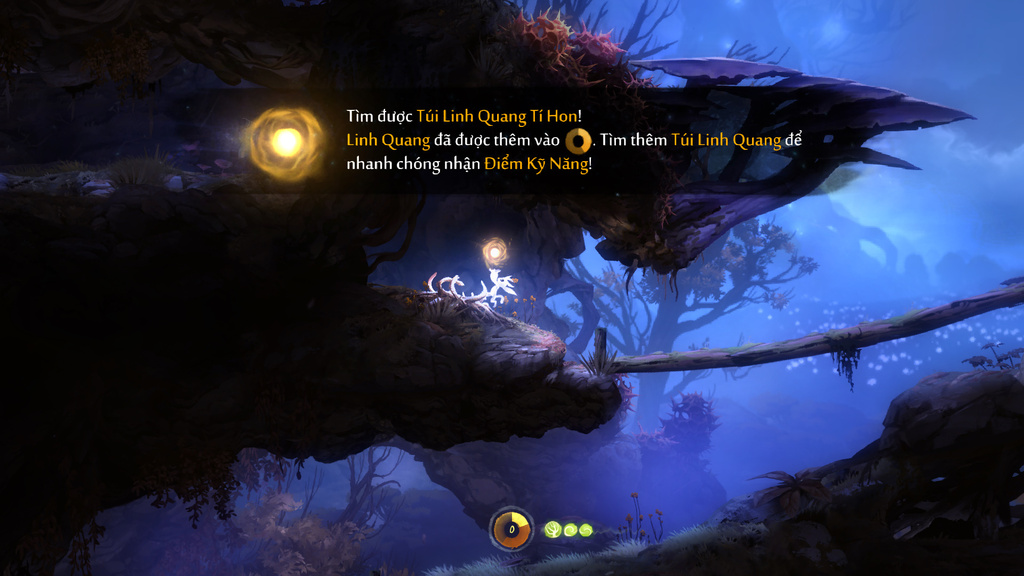 Tìm được Túi Linh Quang Tí Hon!
Linh Quang đã được thêm vào . Tìm thêm Túi Linh Quang để
nhanh chóng nhận Điểm Kỹ Năng!
0